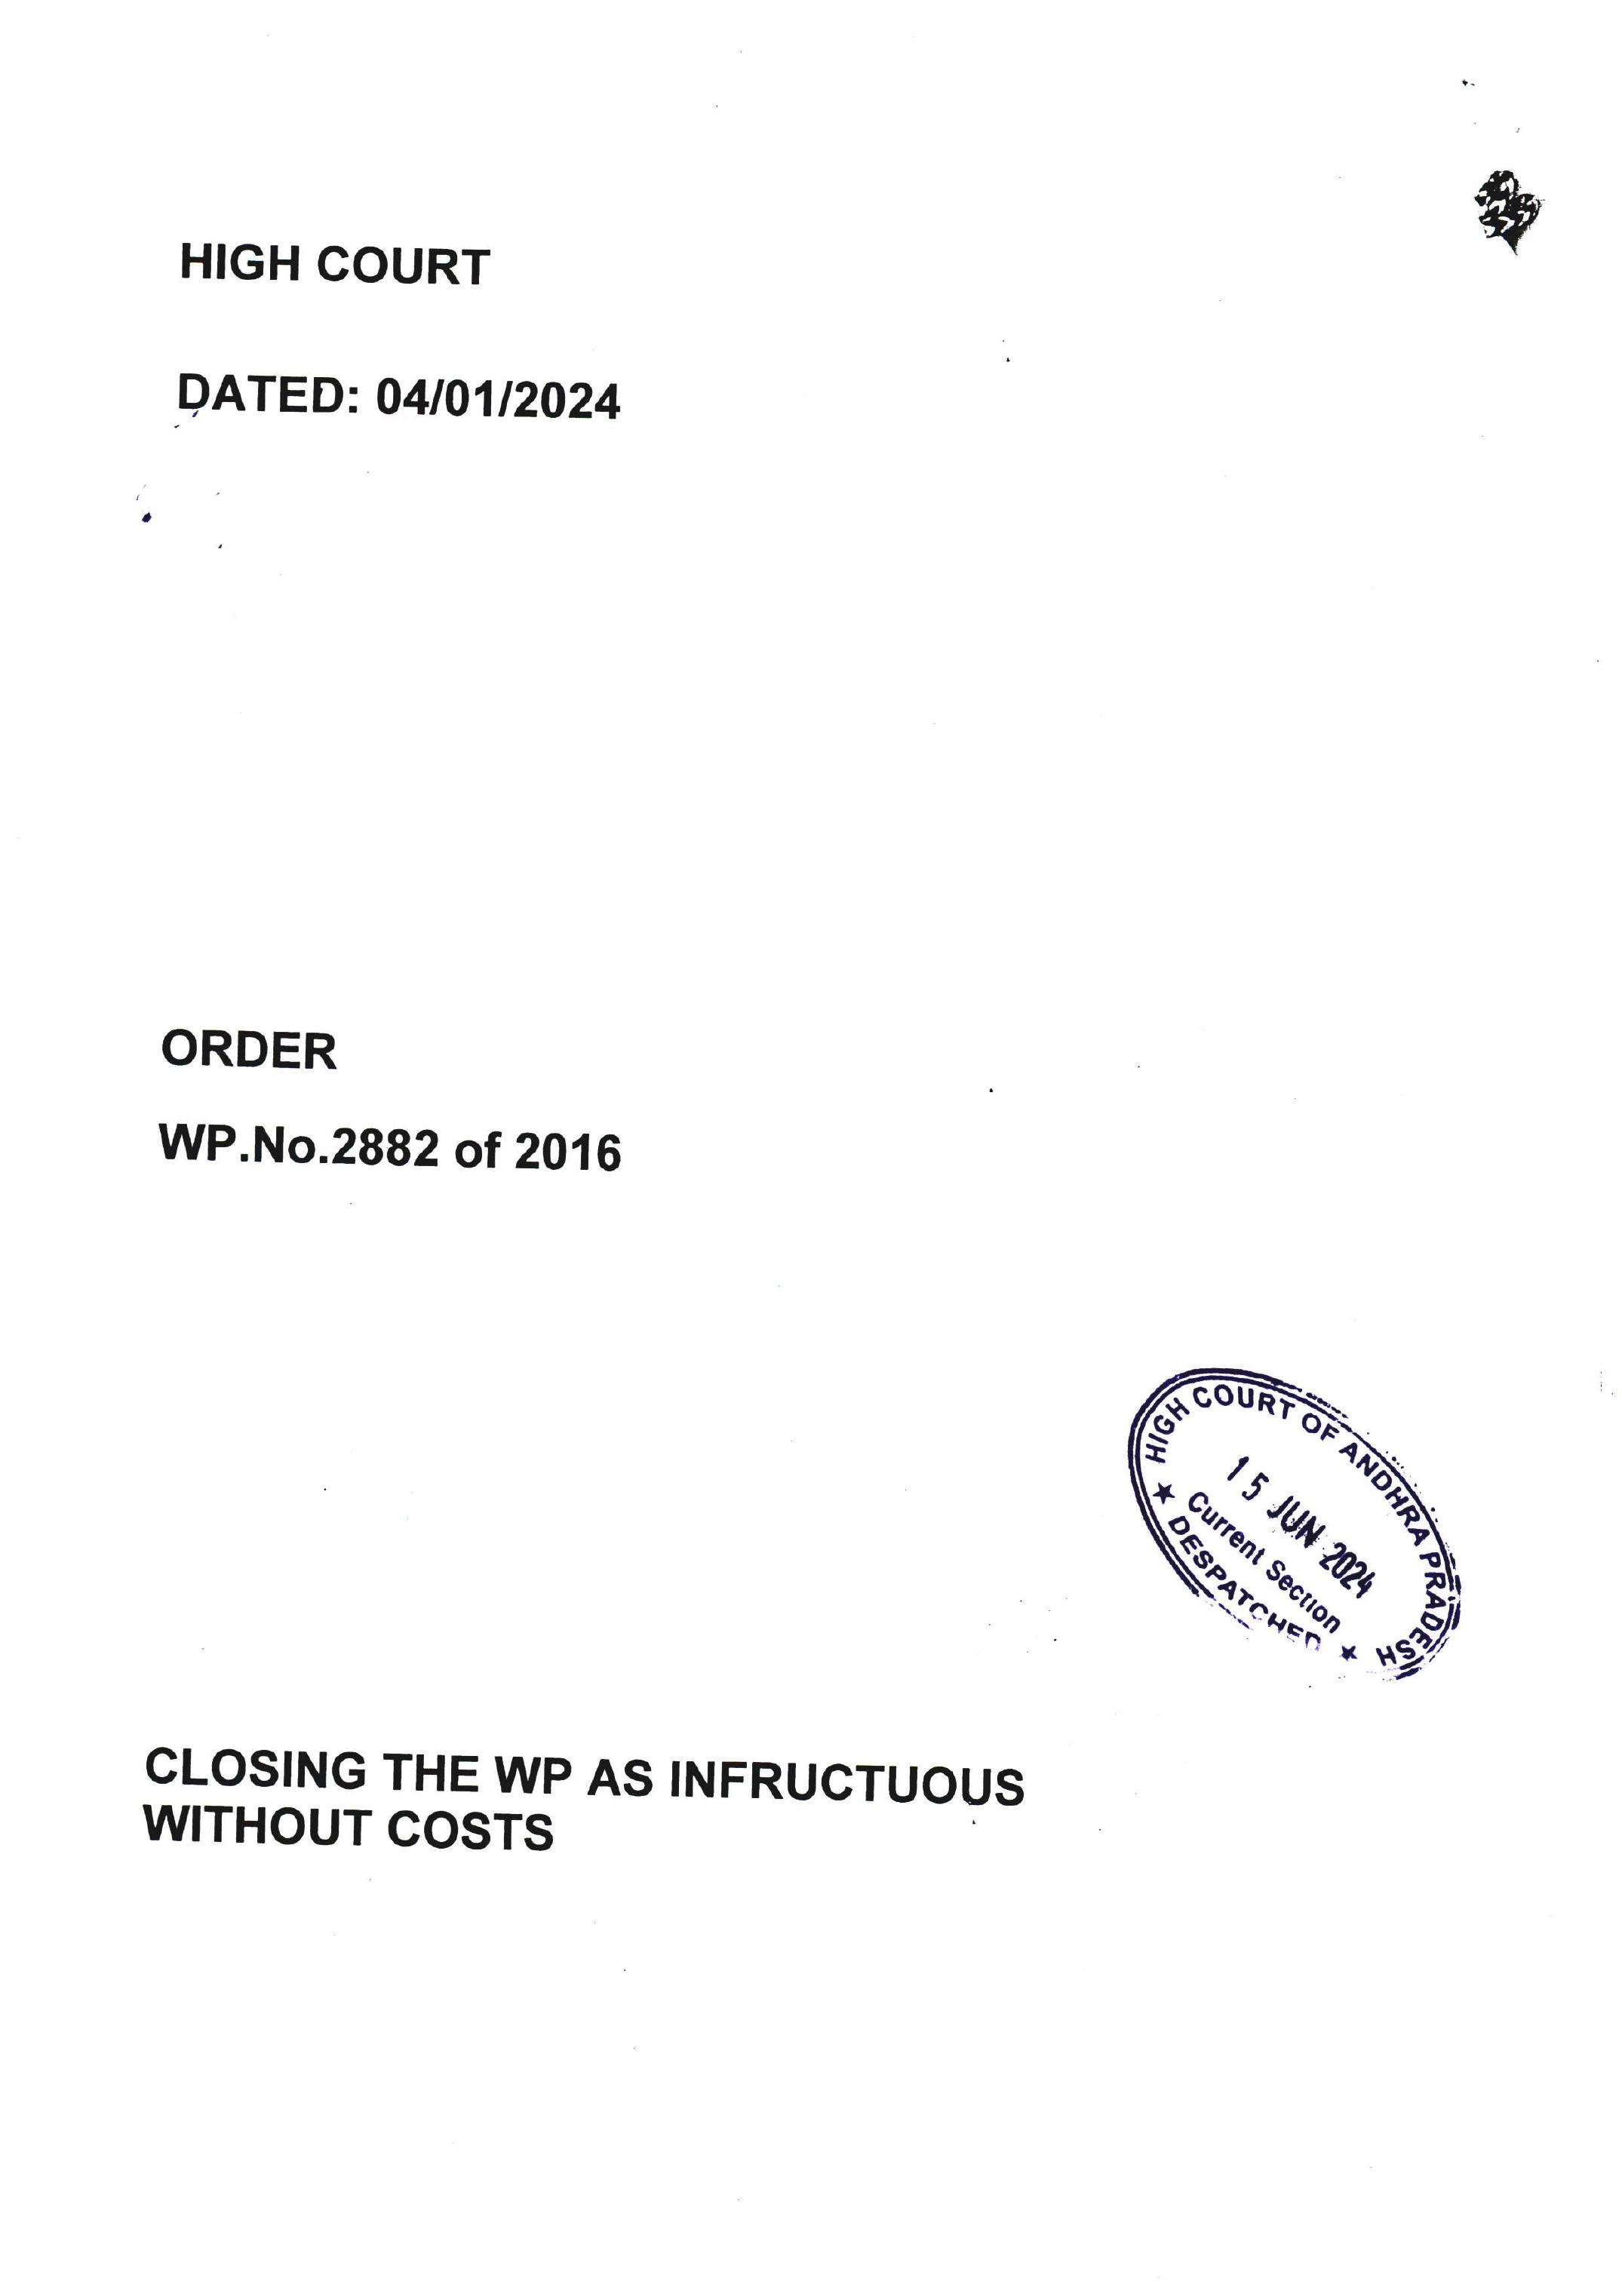 HIGH COURT
DATED: 04/01/2024
ORDER
WP.No.2882 of 2016
HIGH COURT OF ANDHRA PRADESH
15 JUN 2024
Current Section
★ DESPATCHED ★
CLOSING THE WP AS INFRUCTUOUS
WITHOUT COSTS